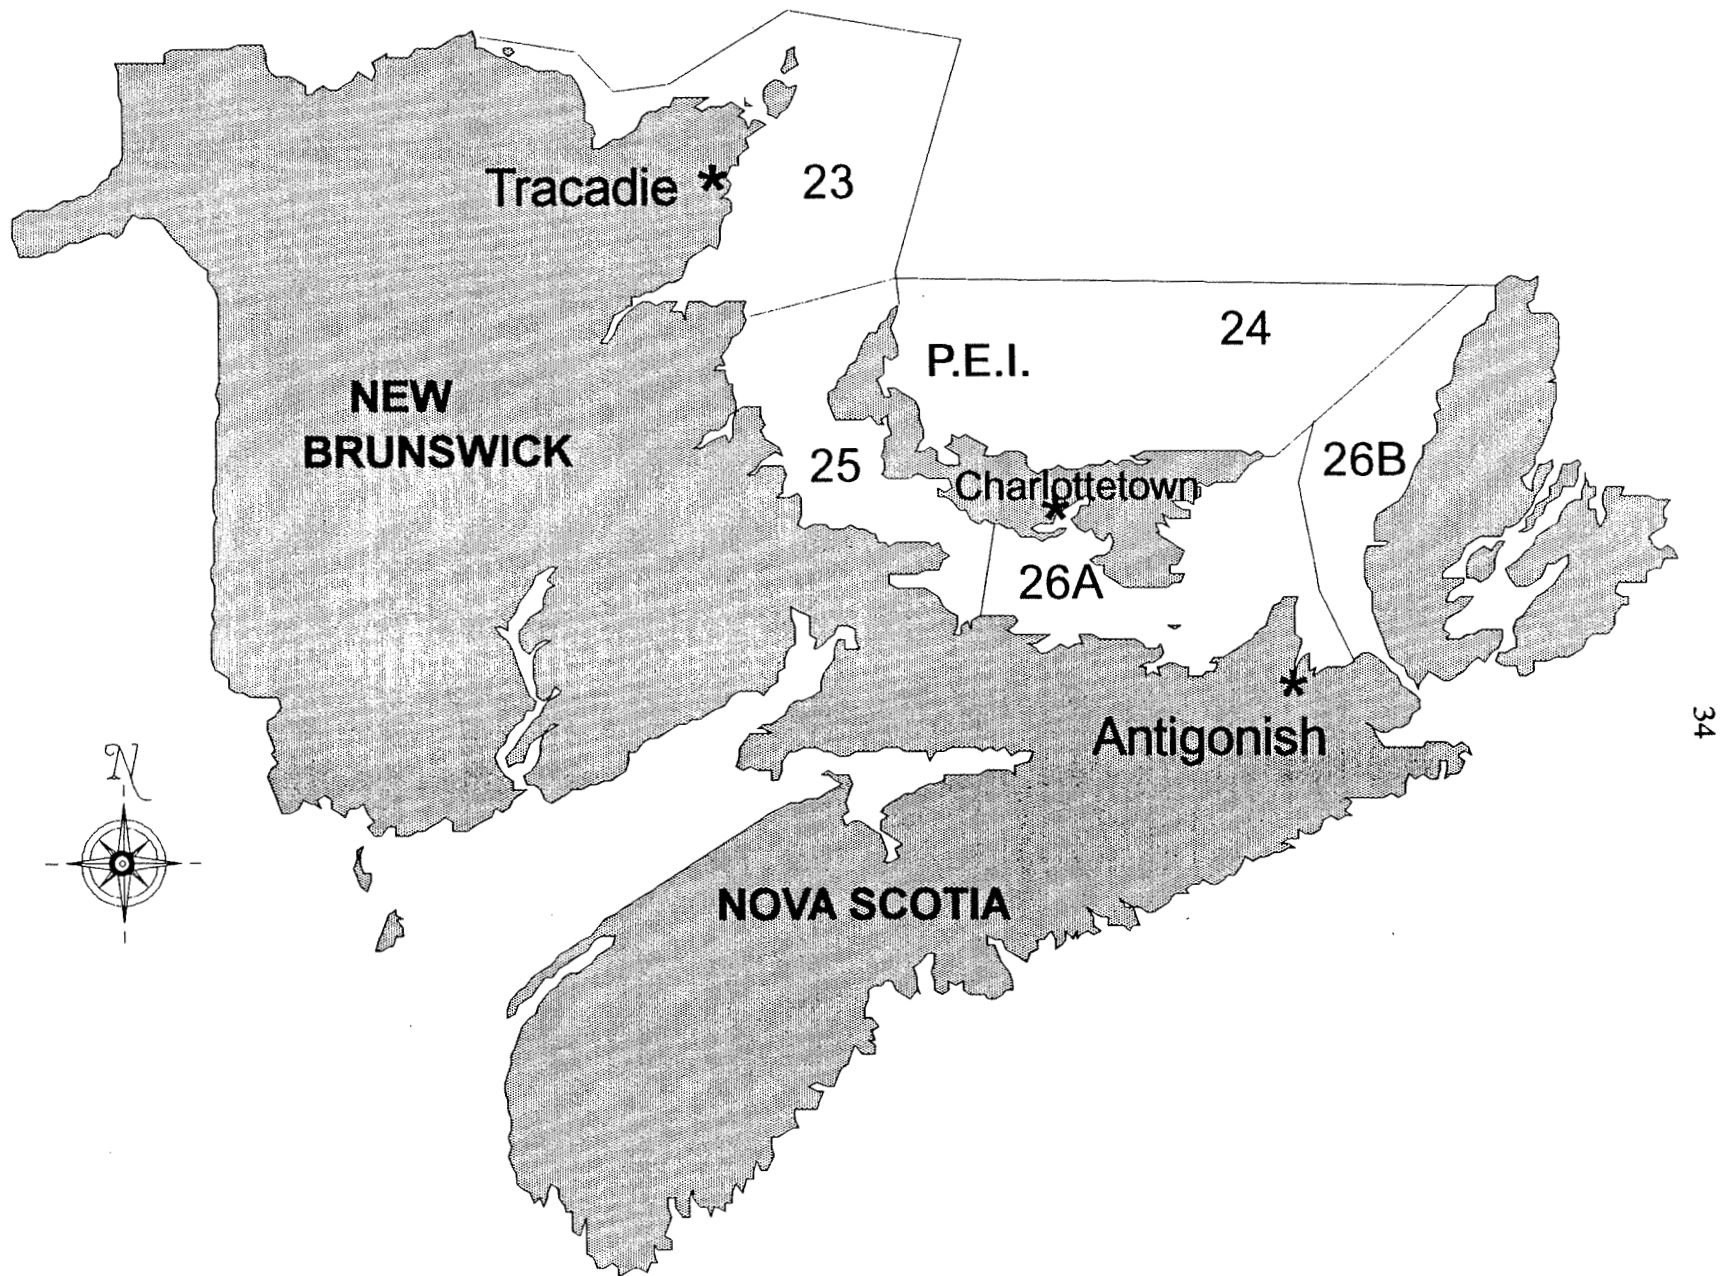 Tracadie *
23
24
P.E.I.
NEW
BRUNSWICK
25
26B
Charlottetown
*
26A
*
34
Antigonish
N
NOVA SCOTIA